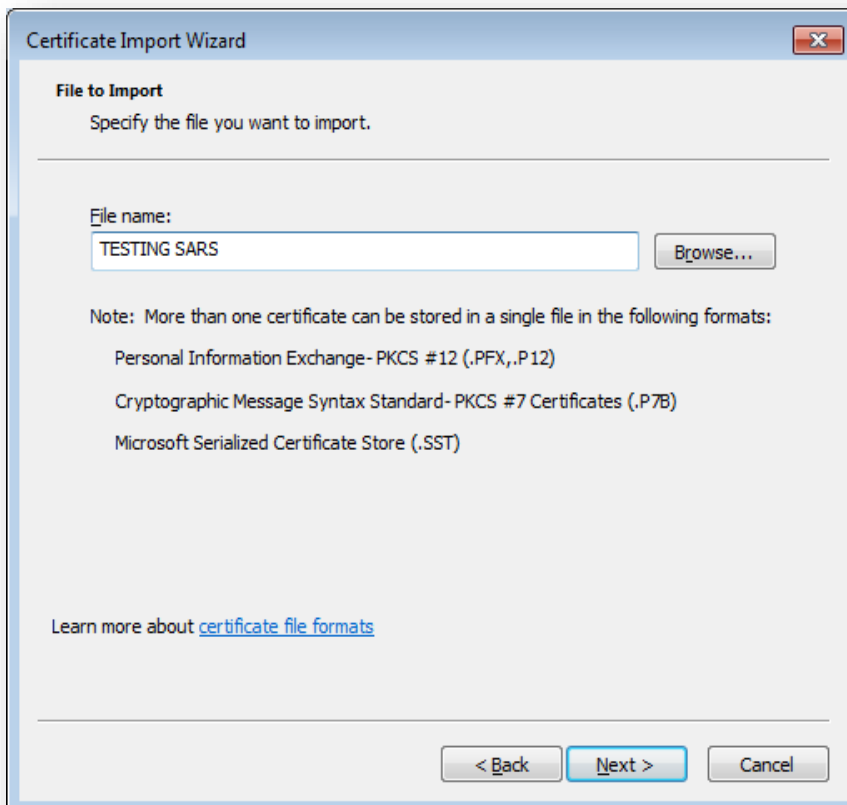 Certificate Import Wizard
File to Import
Specify the file you want to import.
File name:
TESTING SARS
Browse...
Note: More than one certificate can be stored in a single file in the following formats:
Personal Information Exchange- PKCS #12 (.PFX,.P12)
Cryptographic Message Syntax Standard- PKCS #7 Certificates (.P7B)
Microsoft Serialized Certificate Store (.SST)
Learn more about certificate file formats
< Back Next > Cancel